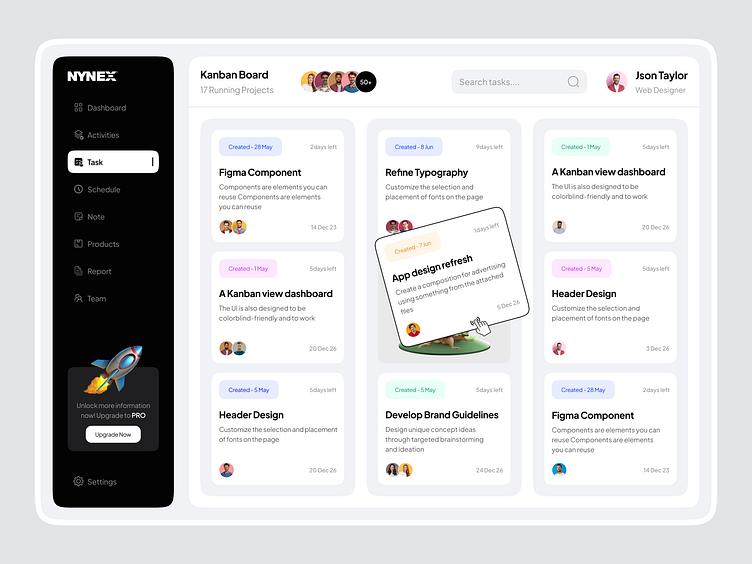 NYNEX
Dashboard
Activities
Task
Schedule
Note
Products
Report
Team
Unlock more information
now! Upgrade to PRO
Upgrade Now
Settings
Kanban Board
17 Running Projects
50+
Search tasks....
Json Taylor
Web Designer
Created - 28 May
2days left
Figma Component
Components are elements you can
reuse Components are elements
you can reuse
14 Dec 23
Created - 1 May
5days left
A Kanban view dashboard
The UI is also designed to be
colorblind-friendly and to work
20 Dec 26
Created - 5 May
5days left
Header Design
Customize the selection and placement
of fonts on the page
20 Dec 26
Created - 8 Jun
9days left
Refine Typography
Customize the selection and
placement of fonts on the page
Created - 7 Jun
1days left
App design refresh
Create a composition for advertising
using something from the attached
files
5 Dec 26
Created - 5 May
5days left
Develop Brand Guidelines
Design unique concept ideas
through targeted brainstorming
and ideation
24 Dec 26
Created - 1 May
5days left
A Kanban view dashboard
The UI is also designed to be
colorblind-friendly and to work
20 Dec 26
Created - 5 May
5days left
Header Design
Customize the selection and
placement of fonts on the page
3 Dec 26
Created - 28 May
2days left
Figma Component
Components are elements you can
reuse Components are elements
you can reuse
14 Dec 23